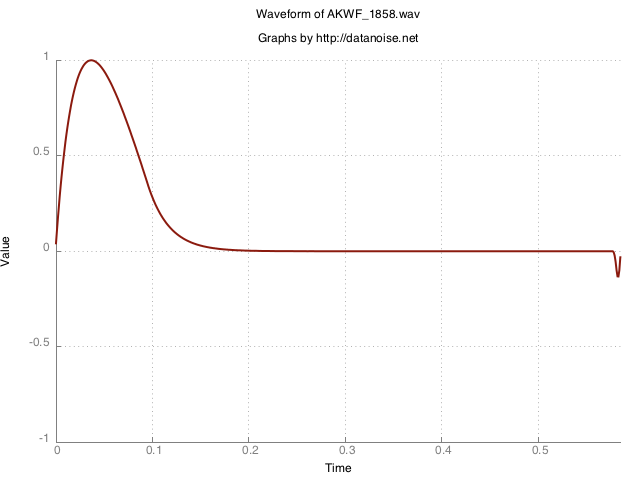 Waveform of AKWF_1858.wav
Graphs by http://datanoise.net
1
0.5
0
-0.5
-1
Value
0 0.1 0.2 0.3 0.4 0.5
Time